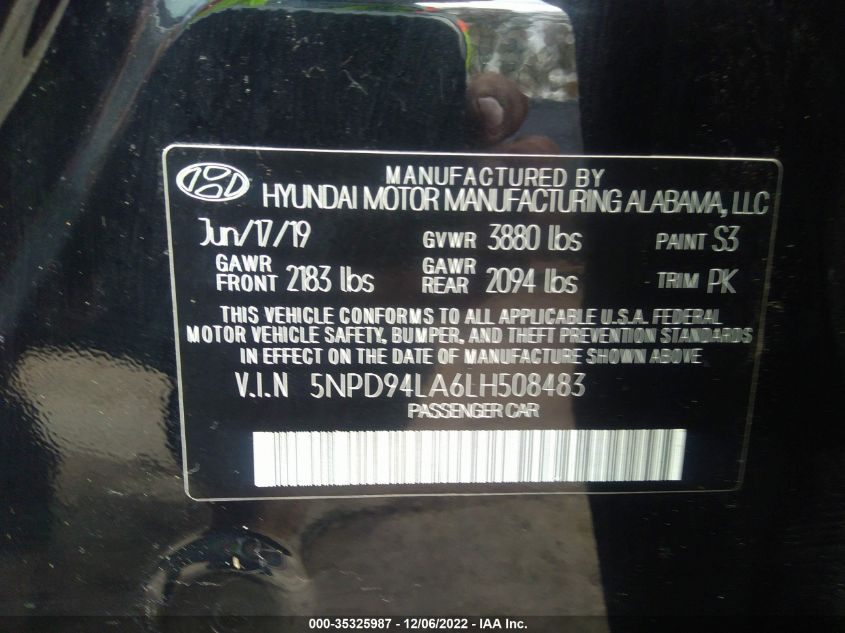 MANUFACTURED BY
HYUNDAI MOTOR MANUFACTURING ALABAMA, LLC
Jun/17/19 GVWR 3880 lbs PAINT S3
GAWR FRONT 2183 lbs GAWR REAR 2094 lbs TRIM PK
THIS VEHICLE CONFORMS TO ALL APPLICABLE U.S.A. FEDERAL
MOTOR VEHICLE SAFETY, BUMPER, AND THEFT PREVENTION STANDARDS
IN EFFECT ON THE DATE OF MANUFACTURE SHOWN ABOVE
V.I.N 5NPD94LA6LH508483
PASSENGER CAR
000-35325987 - 12/06/2022 - IAA Inc.